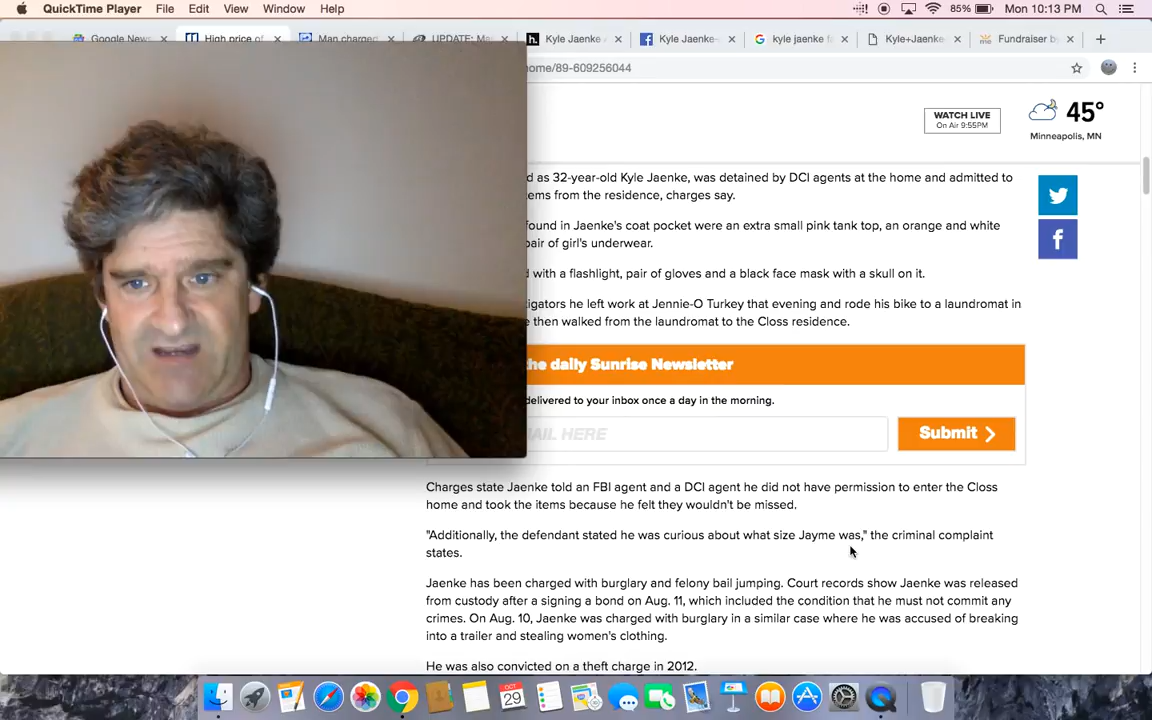 QuickTime Player File Edit View Window Help 85% Mon 10:13 PM
Google New
High price of
Man charged
UPDATE: Ma
Kyle Jaenke
Kyle Jaenke-
kyle jaenke f
Kyle+Jaenke
Fundraiser by
ome/89-609256044
WATCH LIVE
On Air 9:55PM
45°
Minneapolis, MN
d as 32-year-old Kyle Jaenke, was detained by DCI agents at the home and admitted to
tems from the residence, charges say.
found in Jaenke's coat pocket were an extra small pink tank top, an orange and white
pair of girl's underwear.
d with a flashlight, pair of gloves and a black face mask with a skull on it.
tigators he left work at Jennie-O Turkey that evening and rode his bike to a laundromat in
e then walked from the laundromat to the Closs residence.
the daily Sunrise Newsletter
delivered to your inbox once a day in the morning.
AIL HERE
Submit
Charges state Jaenke told an FBI agent and a DCI agent he did not have permission to enter the Closs
home and took the items because he felt they wouldn't be missed.
"Additionally, the defendant stated he was curious about what size Jayme was," the criminal complaint
states.
Jaenke has been charged with burglary and felony bail jumping. Court records show Jaenke was released
from custody after a signing a bond on Aug. 11, which included the condition that he must not commit any
crimes. On Aug. 10, Jaenke was charged with burglary in a similar case where he was accused of breaking
into a trailer and stealing women's clothing.
He was also convicted on a theft charge in 2012.
OCT
29